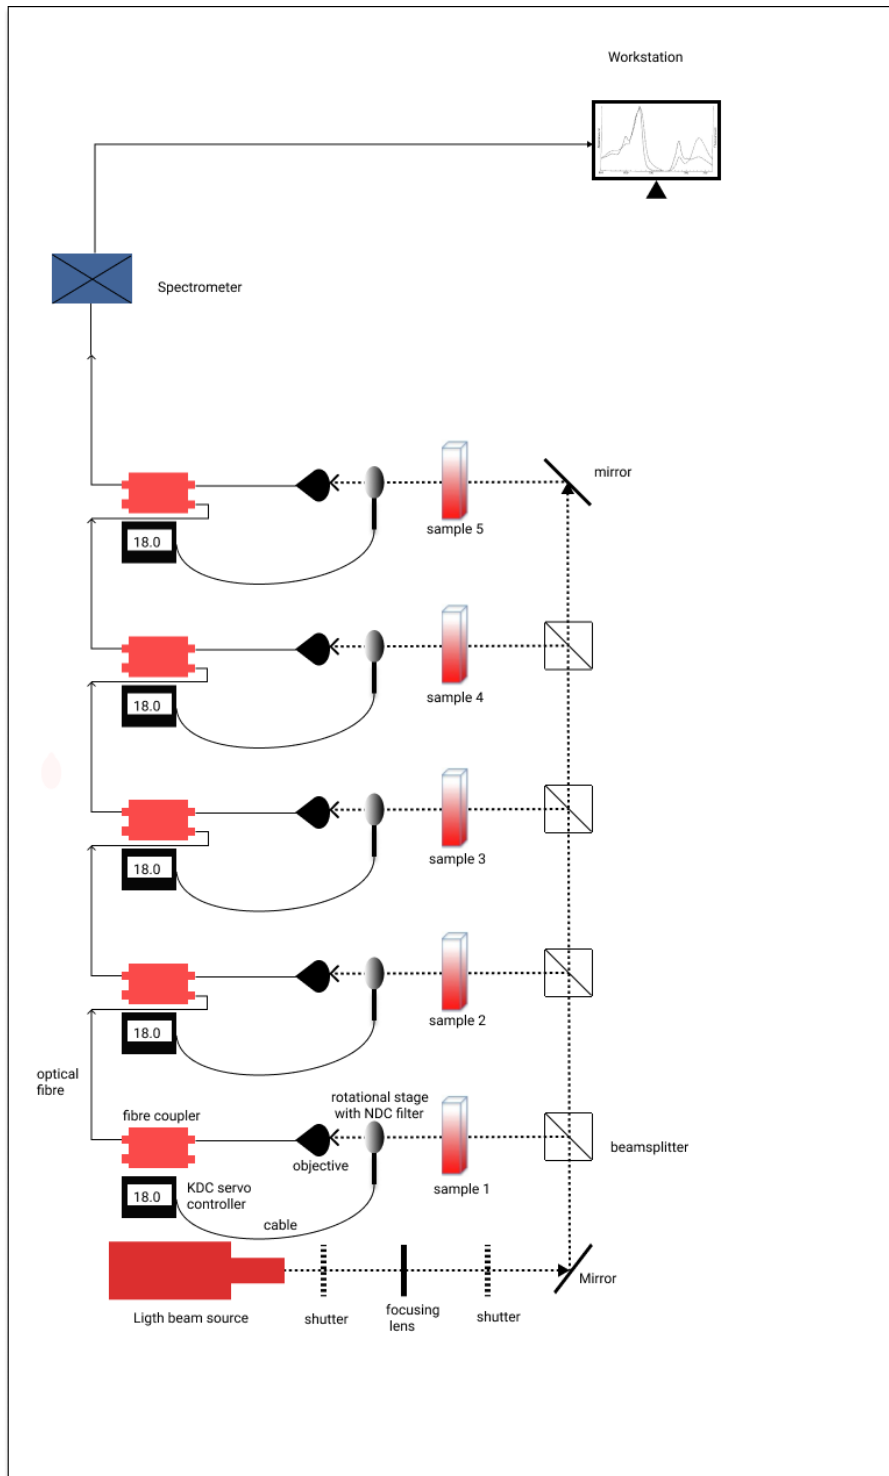 Workstation
Spectrometer
mirror
sample 5
18.0
sample 4
18.0
sample 3
18.0
sample 2
18.0
optical
fibre
rotational stage
with NDC filter
fibre coupler
beamsplitter
objective
sample 1
KDC servo
controller
18.0
cable
Mirror
Ligth beam source
shutter
focusing
lens
shutter